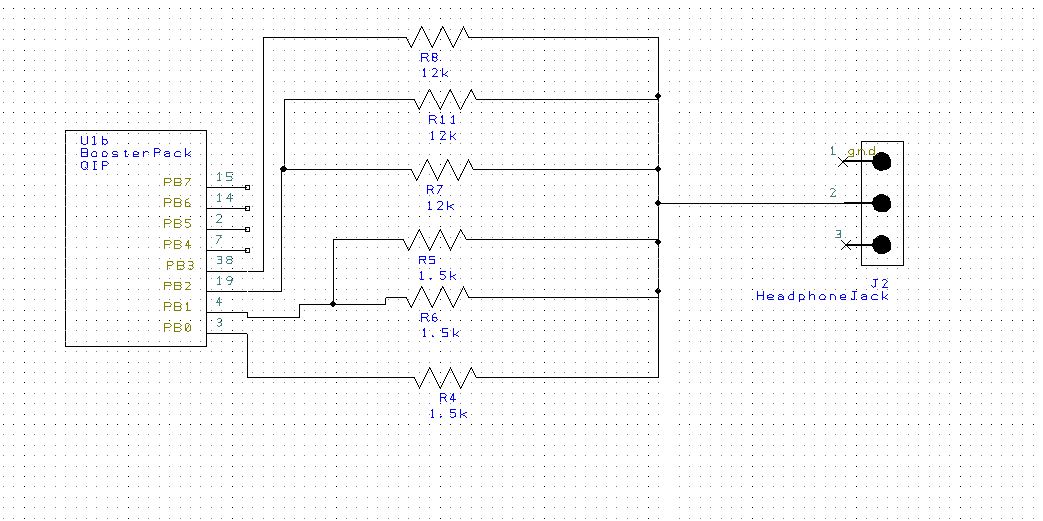 R8
12k
R11
12k
U1b
BoosterPack
QIP
PB7 15
PB6 14
PB5 2
PB4 7
PB3 38
PB2 19
PB1 4
PB0 3
R7
12k
R5
1.5k
R6
1.5k
R4
1.5k
1 gnd
2
3
J2
HeadphoneJack